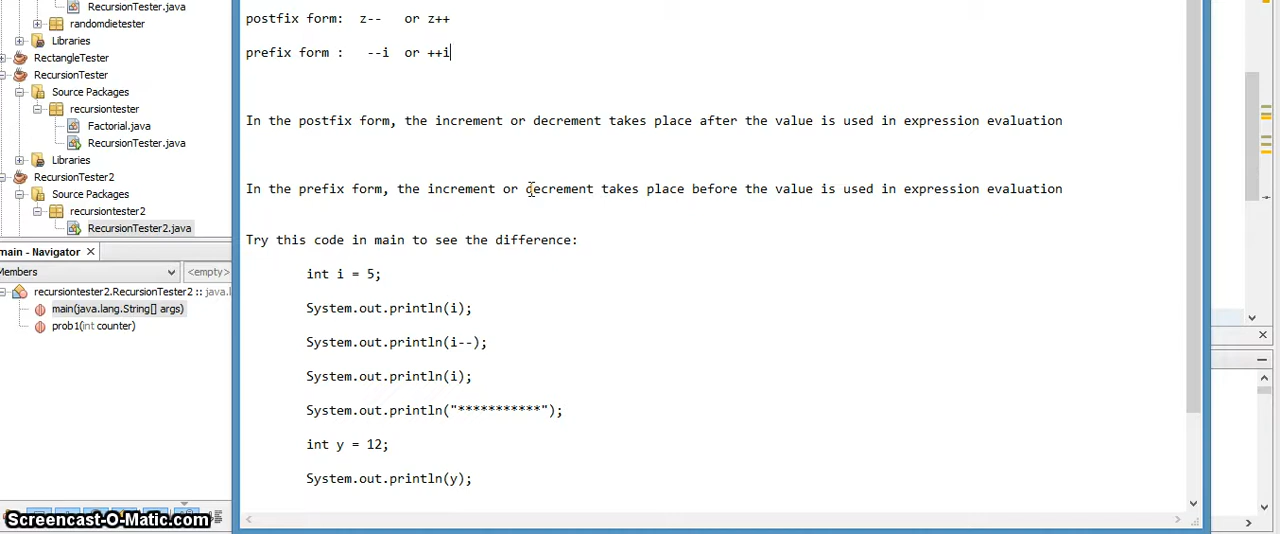 RecursionTester.java
randomdietester
Libraries
RectangleTester
RecursionTester
Source Packages
recursiontester
Factorial.java
RecursionTester.java
Libraries
RecursionTester2
Source Packages
recursiontester2
RecursionTester2.java
main - Navigator
Members
<empty>
recursiontester2.RecursionTester2 :: java.l
main(java.lang.String[] args)
prob1(int counter)
Screencast-O-Matic.com
postfix form: z-- or z++
prefix form : --i or ++i
In the postfix form, the increment or decrement takes place after the value is used in expression evaluation
In the prefix form, the increment or decrement takes place before the value is used in expression evaluation
Try this code in main to see the difference:
int i = 5;
System.out.println(i);
System.out.println(i--);
System.out.println(i);
System.out.println("***********");
int y = 12;
System.out.println(y);